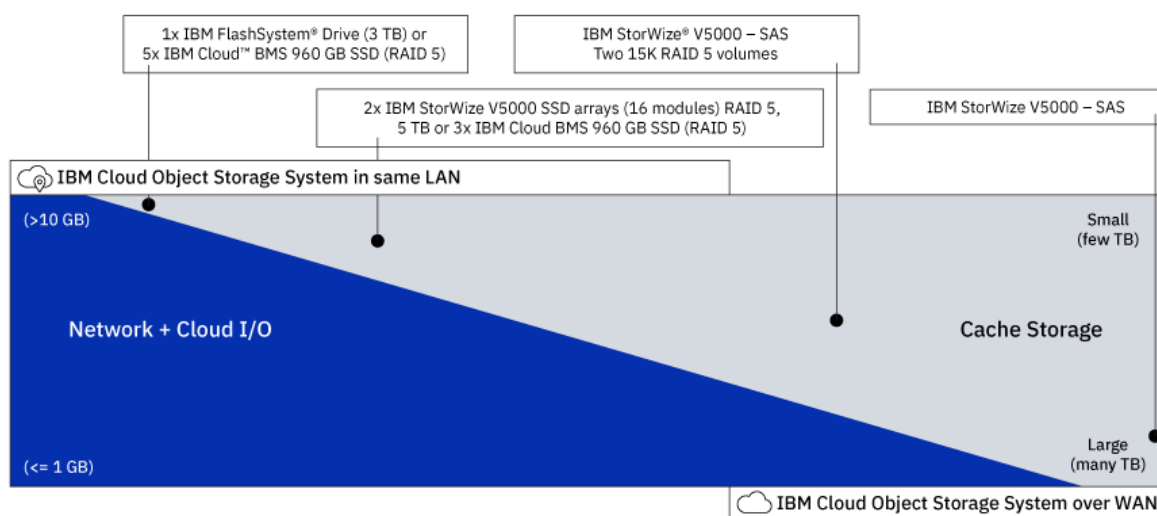 1x IBM FlashSystem® Drive (3 TB) or
5x IBM Cloud™ BMS 960 GB SSD (RAID 5)
IBM StorWize® V5000 – SAS
Two 15K RAID 5 volumes
2x IBM StorWize V5000 SSD arrays (16 modules) RAID 5,
5 TB or 3x IBM Cloud BMS 960 GB SSD (RAID 5)
IBM StorWize V5000 – SAS
IBM Cloud Object Storage System in same LAN
(>10 GB)
Small
(few TB)
Network + Cloud I/O
Cache Storage
(<= 1 GB)
Large
(many TB)
IBM Cloud Object Storage System over WAN